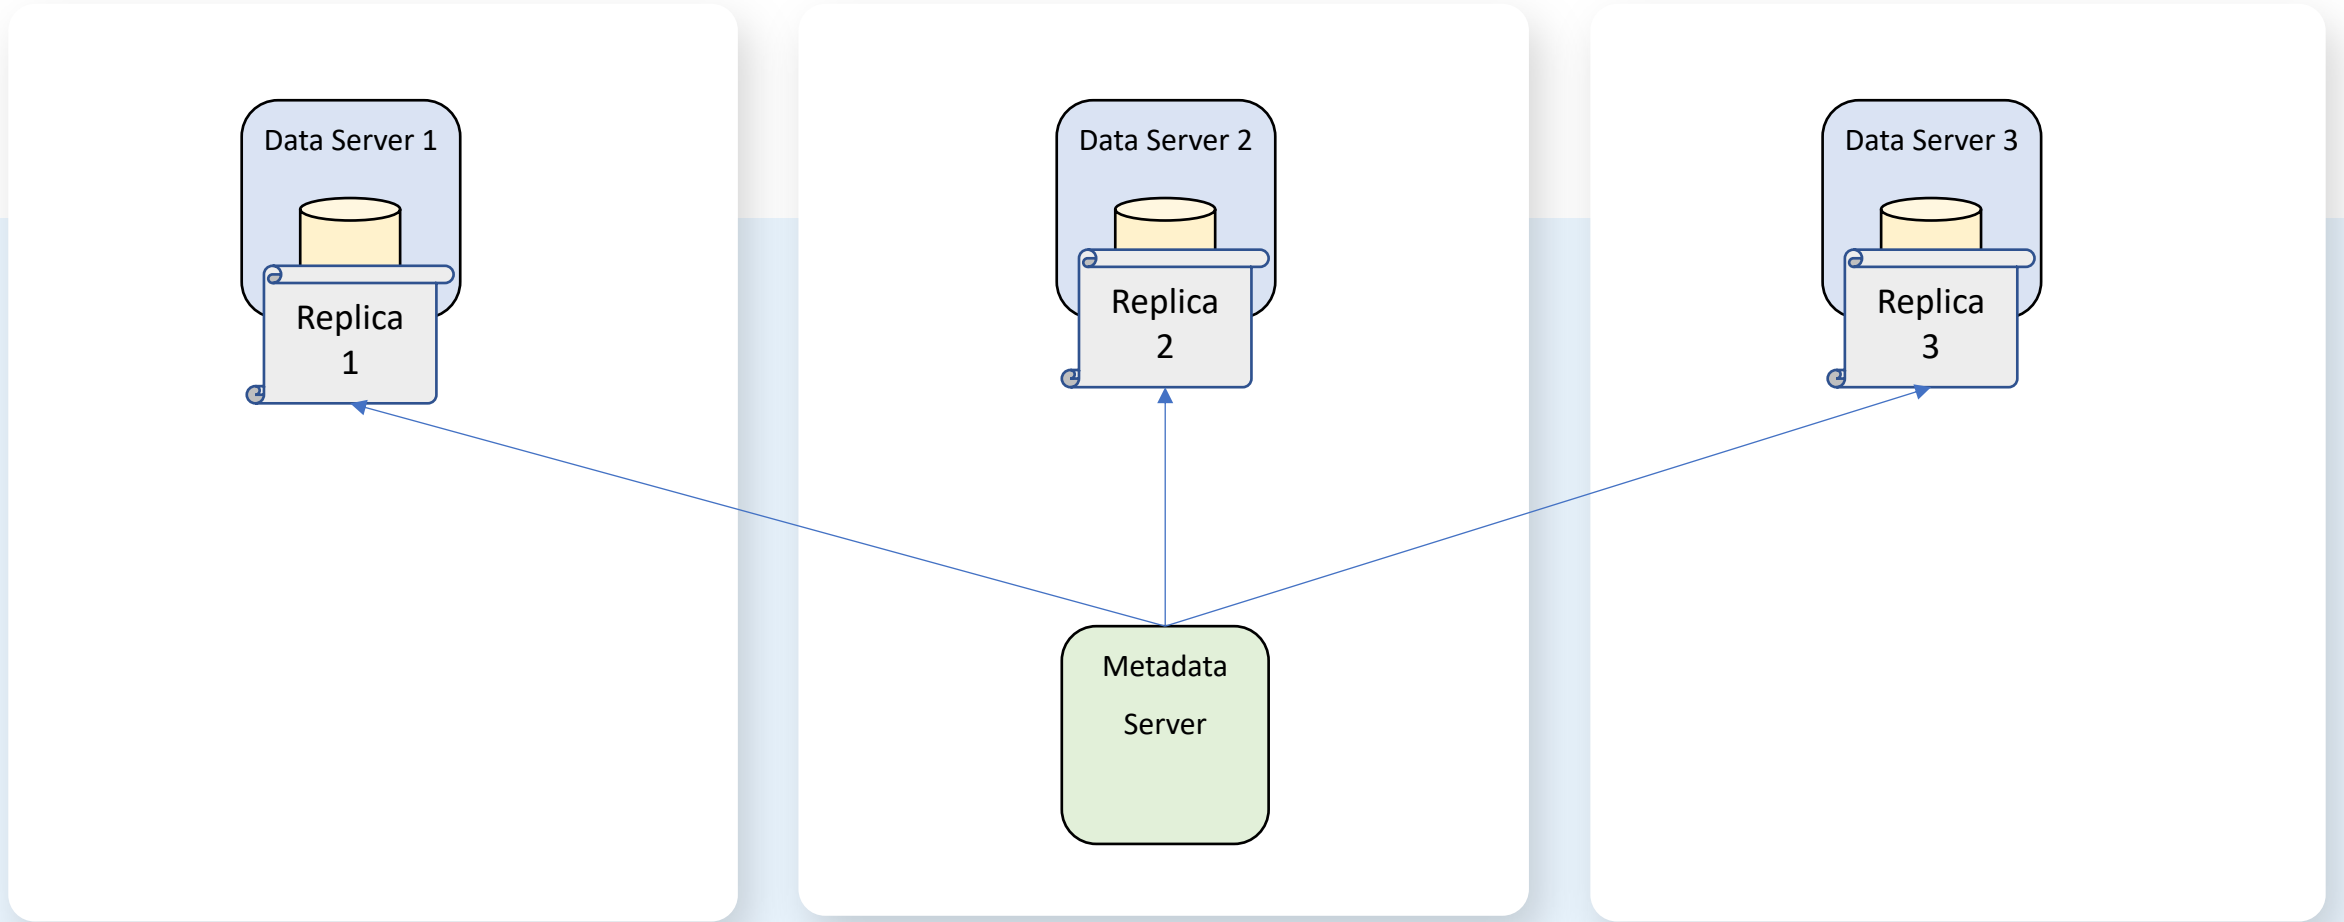 Data Server 1
Replica
1
Data Server 2
Replica
2
Data Server 3
Replica
3
Metadata
Server